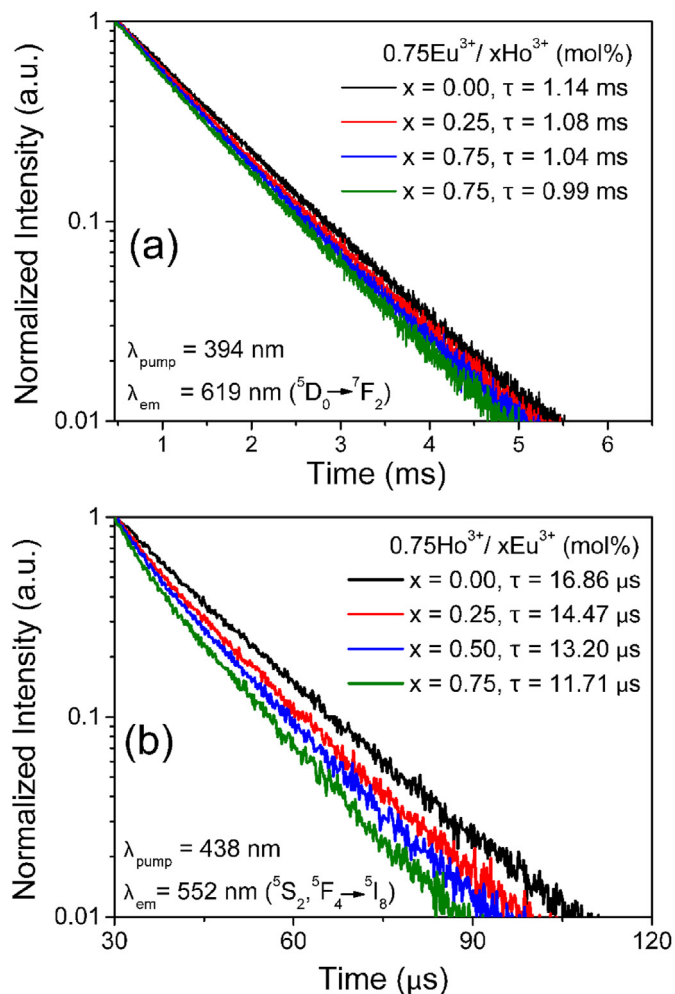 1
0.75Eu³⁺/ xHo³⁺ (mol%)
x = 0.00, τ = 1.14 ms
x = 0.25, τ = 1.08 ms
x = 0.75, τ = 1.04 ms
x = 0.75, τ = 0.99 ms
Normalized Intensity (a.u.)
0.1
(a)
λpump = 394 nm
λem = 619 nm (⁵D₀→⁷F₂)
0.01
1 2 3 4 5 6
Time (ms)
1
0.75Ho³⁺/ xEu³⁺ (mol%)
x = 0.00, τ = 16.86 μs
x = 0.25, τ = 14.47 μs
x = 0.50, τ = 13.20 μs
x = 0.75, τ = 11.71 μs
Normalized Intensity (a.u.)
0.1
(b)
λpump = 438 nm
λem= 552 nm (⁵S₂,⁵F₄→⁵I₈)
0.01
30 60 90 120
Time (μs)